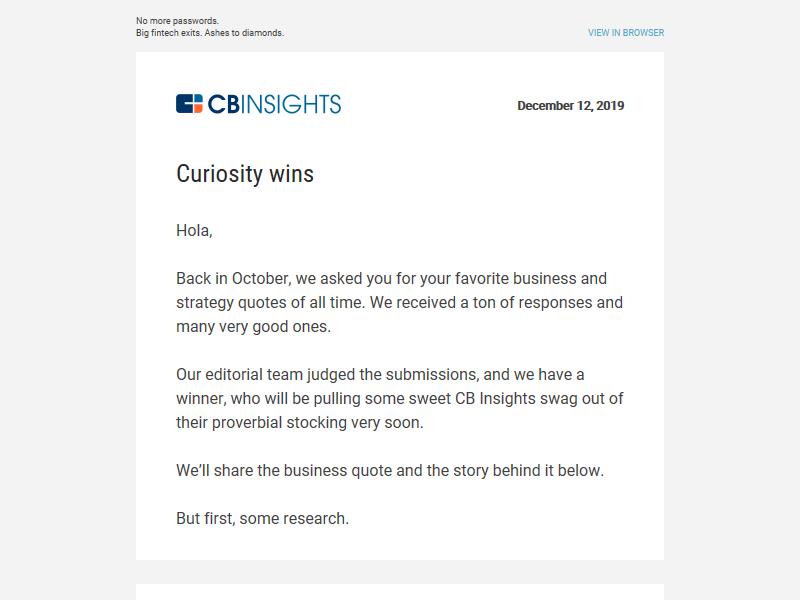 No more passwords.
Big fintech exits. Ashes to diamonds.
VIEW IN BROWSER
CBINSIGHTS
December 12, 2019
Curiosity wins
Hola,
Back in October, we asked you for your favorite business and
strategy quotes of all time. We received a ton of responses and
many very good ones.
Our editorial team judged the submissions, and we have a
winner, who will be pulling some sweet CB Insights swag out of
their proverbial stocking very soon.
We’ll share the business quote and the story behind it below.
But first, some research.